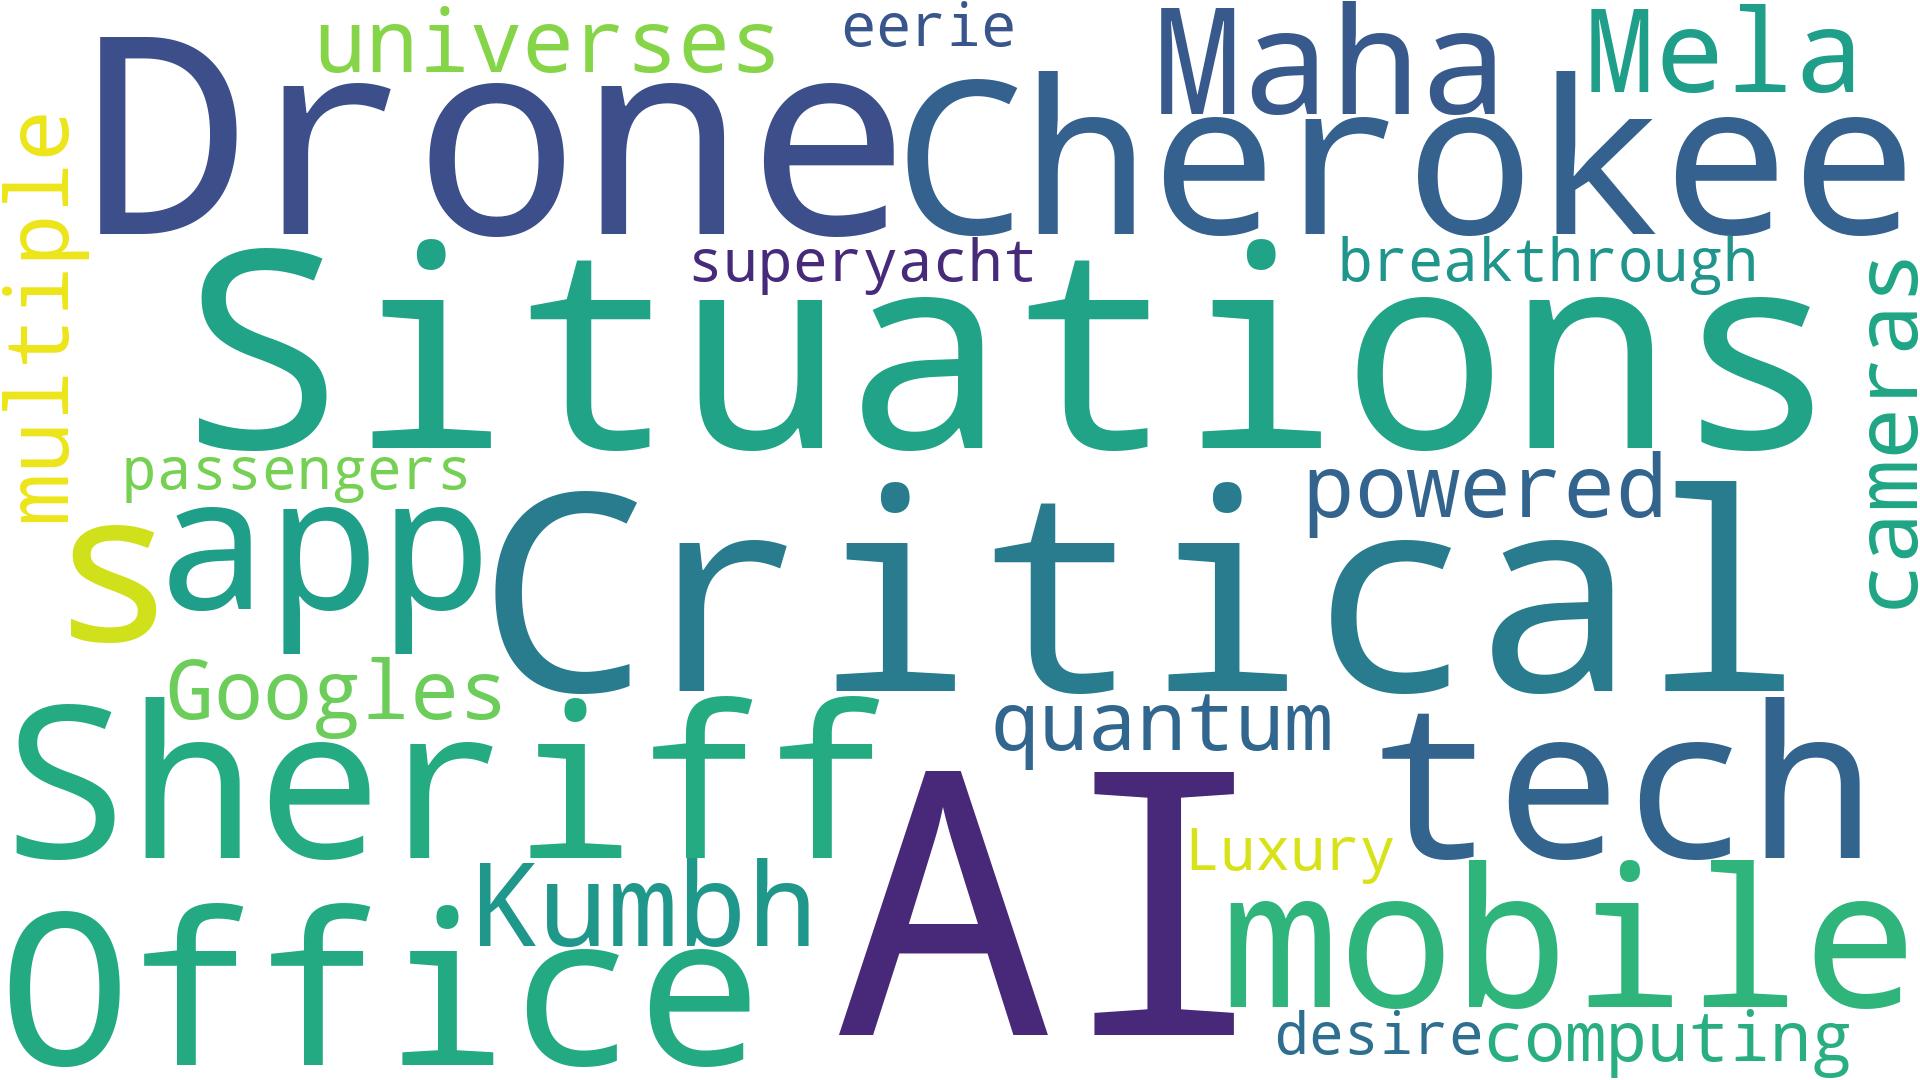 universes
eerie
Maha
Mela
Drone
Cherokee
multiple
superyacht
breakthrough
Situations
cameras
passengers
powered
s
app
Critical
Googles
quantum
Sheriff
tech
AI
Luxury
Kumbh
mobile
Office
desire
computing